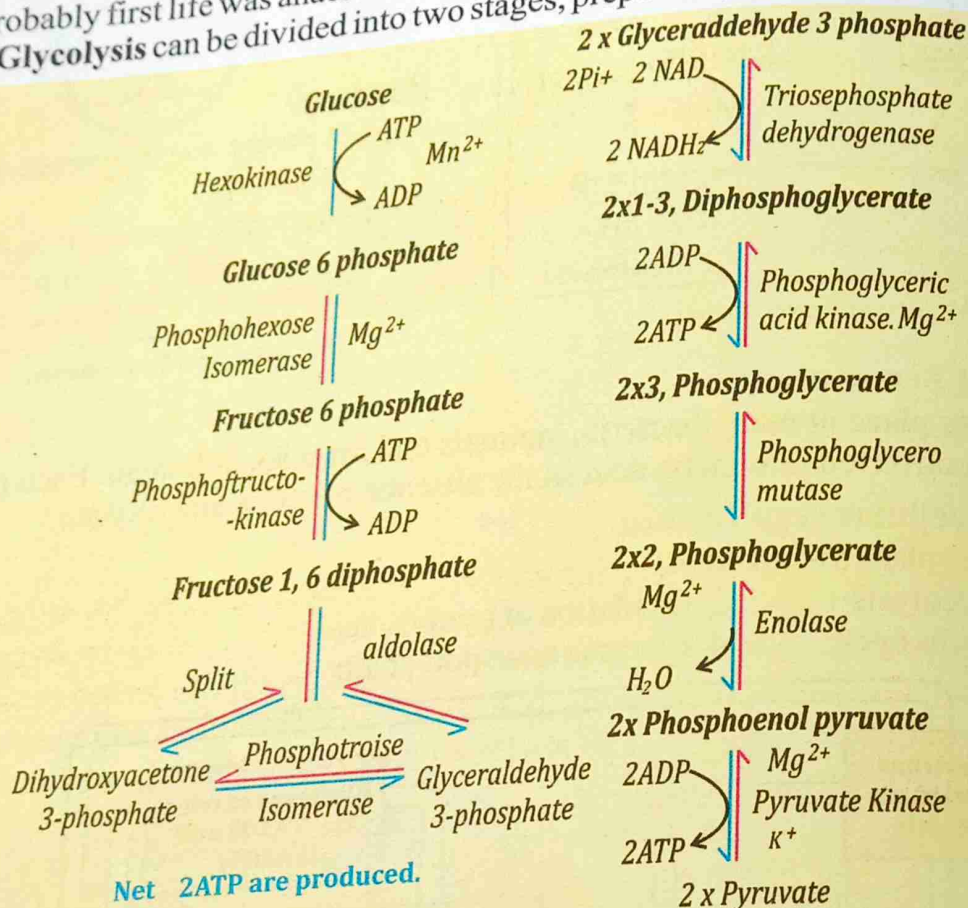 robably first life was
Glycolysis can be divided into two stages,
Glucose
ATP
Mn²⁺
Hexokinase
ADP
Glucose 6 phosphate
Phosphohexose
Isomerase
Mg²⁺
Fructose 6 phosphate
ATP
Phosphoftructo-
-kinase
ADP
Fructose 1, 6 diphosphate
aldolase
Split
Dihydroxyacetone
3-phosphate
Phosphotroise
Isomerase
Glyceraldehyde
3-phosphate
Net 2ATP are produced.
2 x Glyceraddehyde 3 phosphate
2Pi+ 2 NAD
2 NADH₂
Triosephosphate
dehydrogenase
2x1-3, Diphosphoglycerate
2ADP
2ATP
Phosphoglyceric
acid kinase. Mg²⁺
2x3, Phosphoglycerate
Phosphoglycero
mutase
2x2, Phosphoglycerate
Mg²⁺
Enolase
H₂O
2x Phosphoenol pyruvate
2ADP
Mg²⁺
Pyruvate Kinase
K⁺
2ATP
2 x Pyruvate